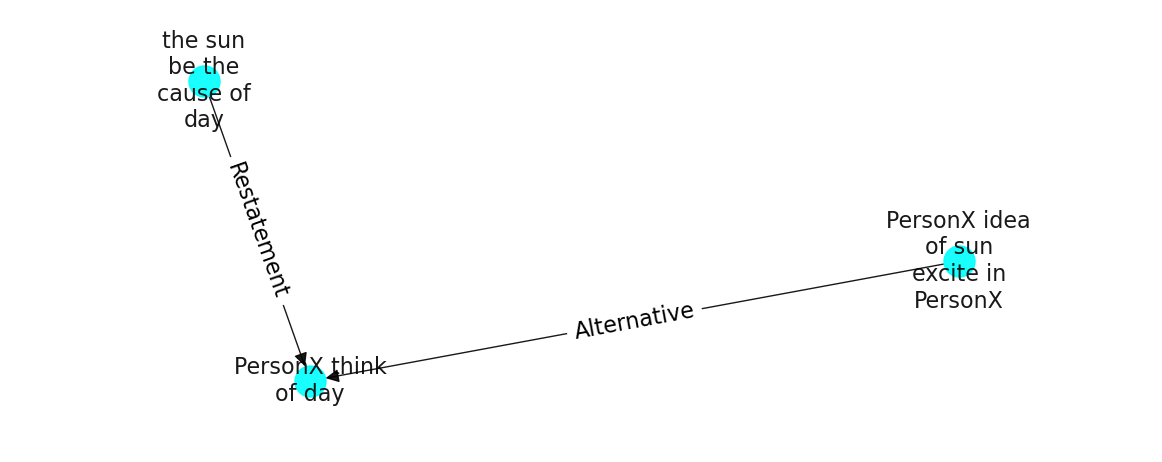 the sun
be the
cause of
day
Restatement
PersonX idea
of sun
excite in
PersonX
Alternative
PersonX think
of day